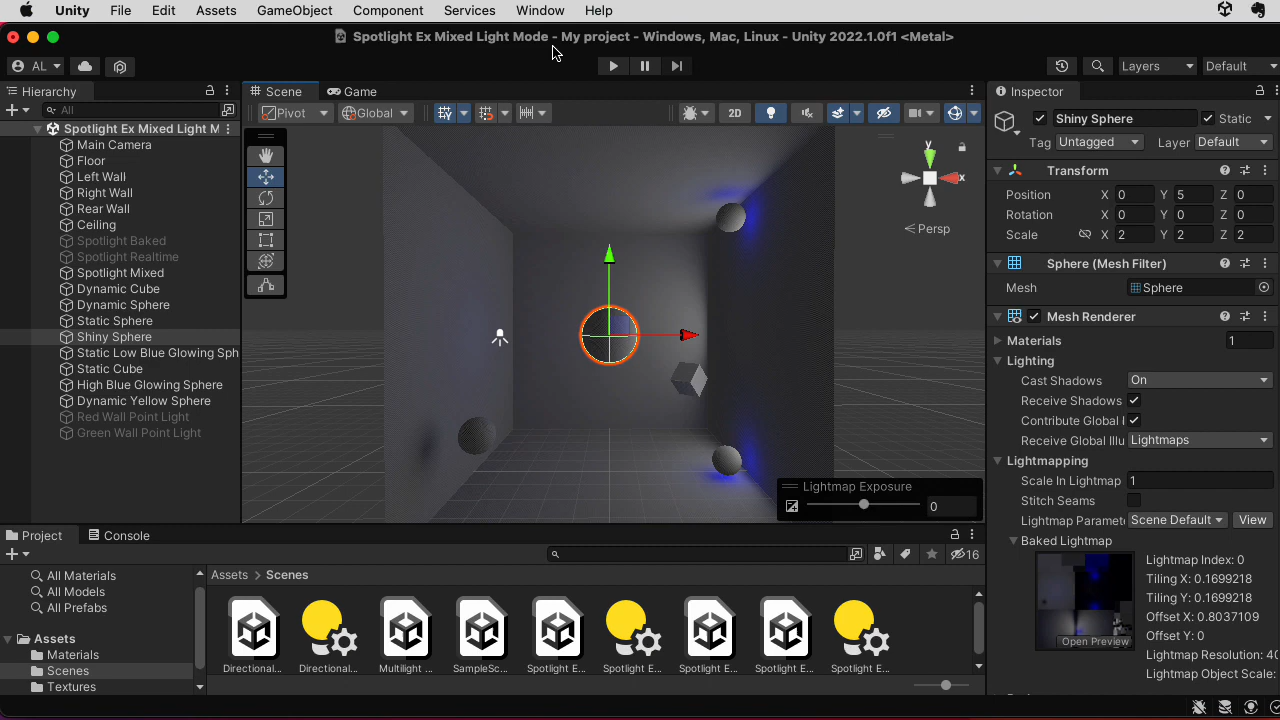 Unity File Edit Assets GameObject Component Services Window Help
Spotlight Ex Mixed Light Mode - My project - Windows, Mac, Linux - Unity 2022.1.0f1 <Metal>
AL Layers Default
Hierarchy
All
Spotlight Ex Mixed Light M
Main Camera
Floor
Left Wall
Right Wall
Rear Wall
Ceiling
Spotlight Baked
Spotlight Realtime
Spotlight Mixed
Dynamic Cube
Dynamic Sphere
Static Sphere
Shiny Sphere
Static Low Blue Glowing Sph
Static Cube
High Blue Glowing Sphere
Dynamic Yellow Sphere
Red Wall Point Light
Green Wall Point Light
Scene Game
Pivot Global 2D
y
x
Persp
Lightmap Exposure
0
Inspector
Shiny Sphere Static
Tag Untagged Layer Default
Transform
Position X 0 Y 5 Z 0
Rotation X 0 Y 0 Z 0
Scale X 2 Y 2 Z 2
Sphere (Mesh Filter)
Mesh Sphere
Mesh Renderer
Materials 1
Lighting
Cast Shadows On
Receive Shadows
Contribute Global I
Receive Global Illu Lightmaps
Lightmapping
Scale In Lightmap 1
Stitch Seams
Lightmap Paramete Scene Default View
Baked Lightmap
Lightmap Index: 0
Tiling X: 0.1699218
Tiling Y: 0.1699218
Offset X: 0.8037109
Offset Y: 0
Lightmap Resolution: 40
Lightmap Object Scale:
Open Preview
Project Console
16
All Materials
All Models
All Prefabs
Assets
Materials
Scenes
Textures
Assets > Scenes
Directional... Directional... Multilight ... SampleSc... Spotlight E... Spotlight E... Spotlight E... Spotlight E... Spotlight E...